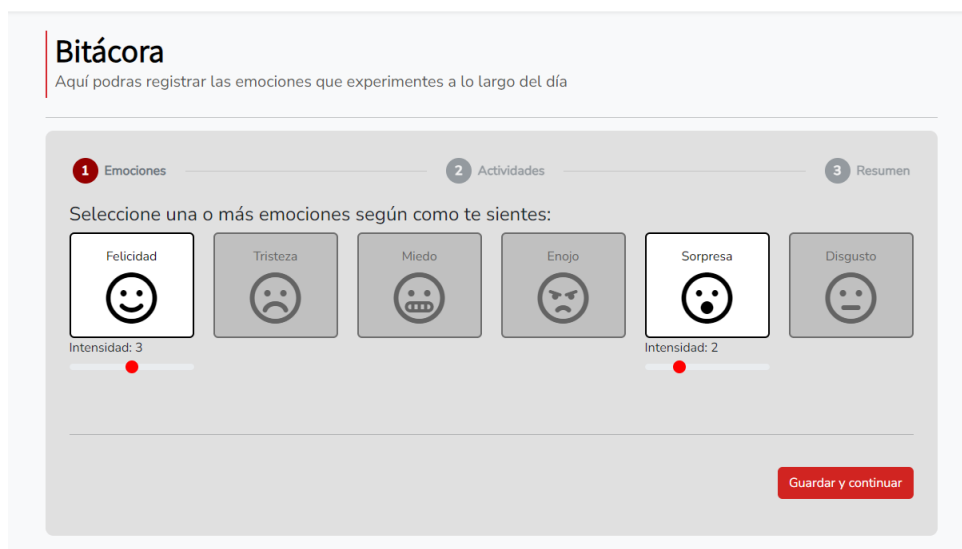 Bitácora
Aquí podras registrar las emociones que experimentes a lo largo del día
1 Emociones
2 Actividades
3 Resumen
Seleccione una o más emociones según como te sientes:
Felicidad
Tristeza
Miedo
Enojo
Sorpresa
Disgusto
Intensidad: 3
Intensidad: 2
Guardar y continuar